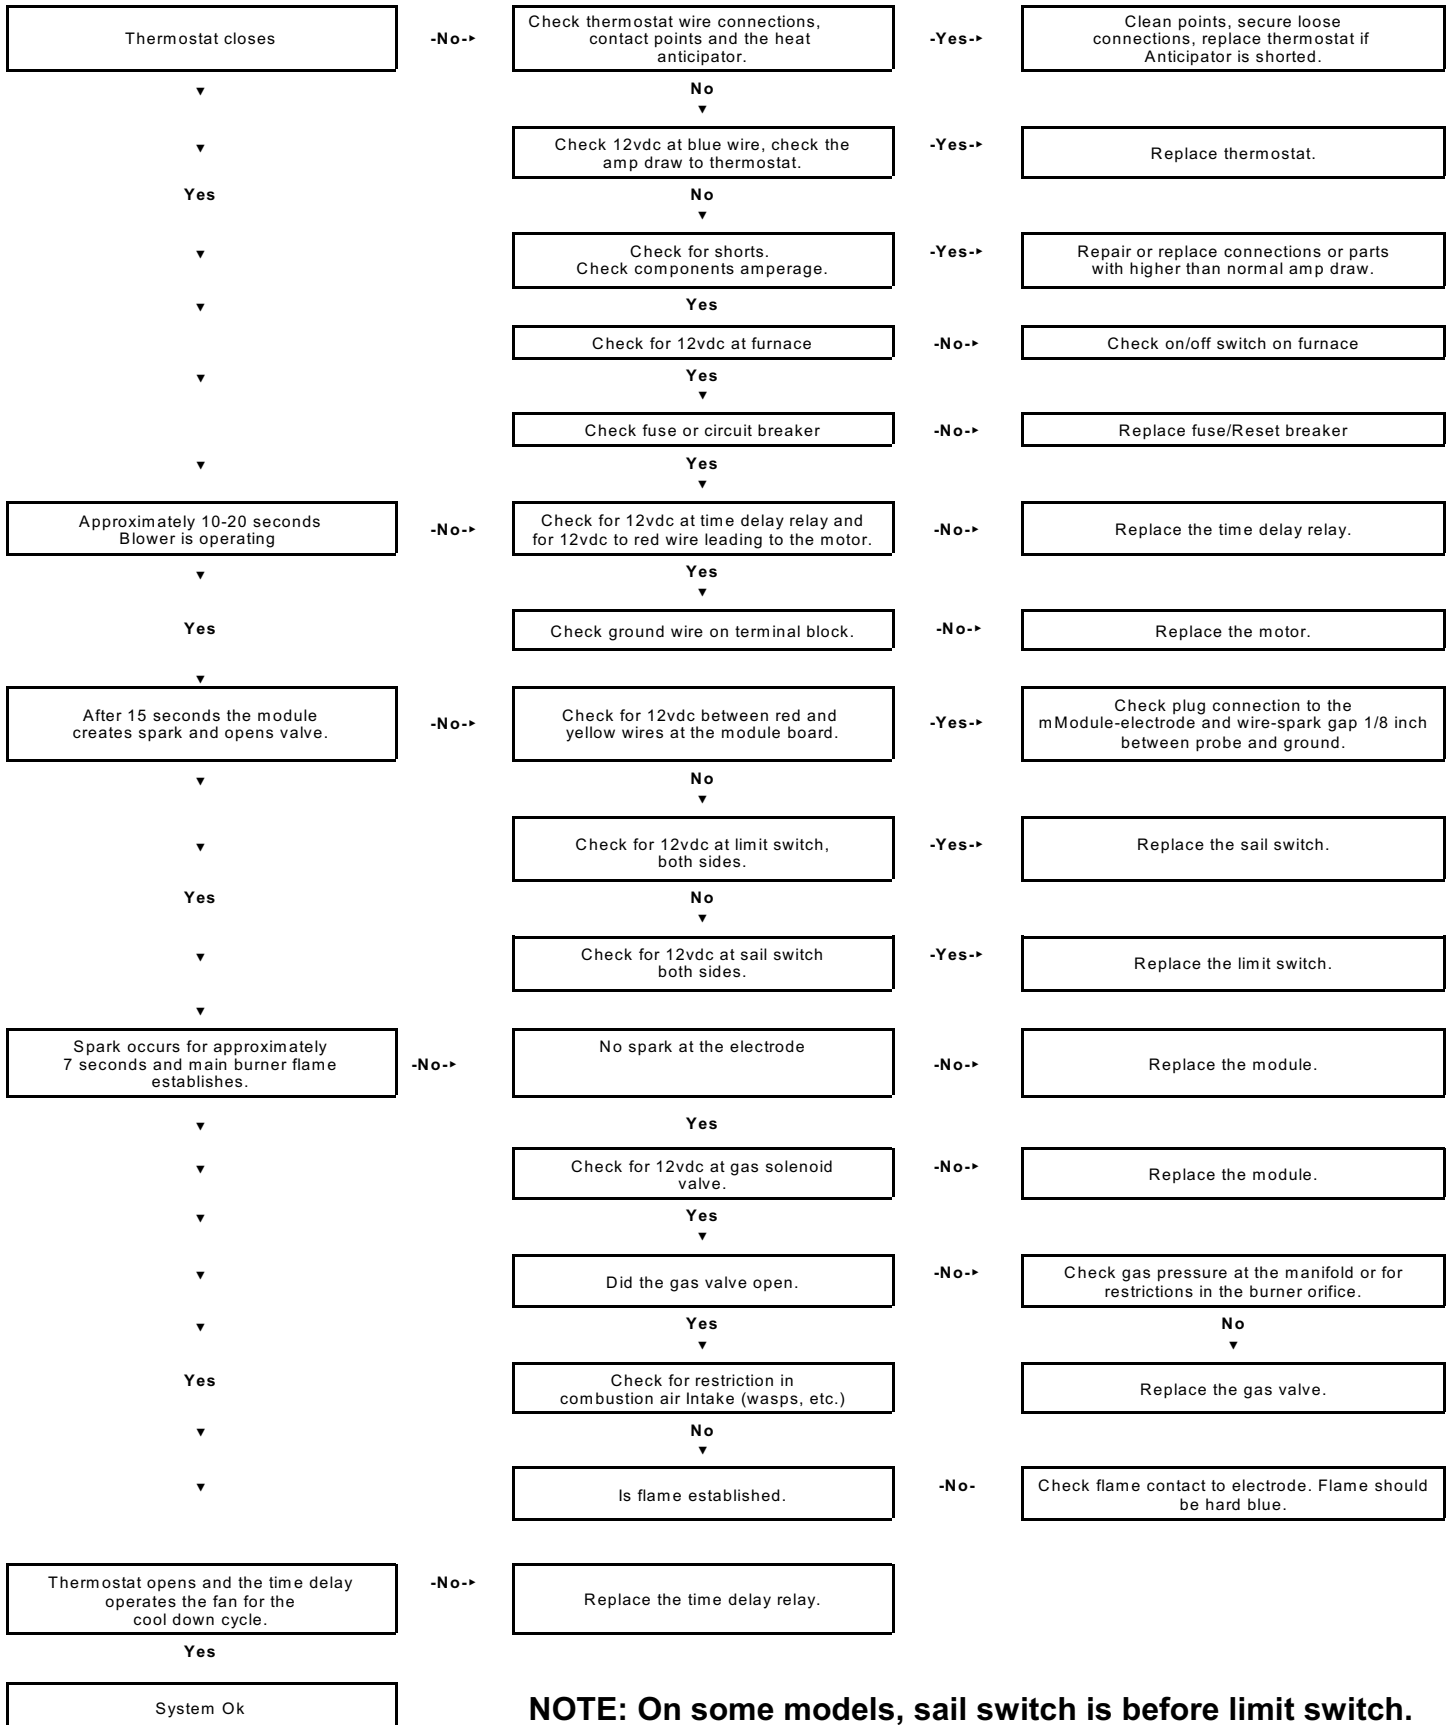 Thermostat closes
-No-▸
Check thermostat wire connections,
contact points and the heat
anticipator.
-Yes-▸
Clean points, secure loose
connections, replace thermostat if
Anticipator is shorted.
No
Check 12vdc at blue wire, check the
amp draw to thermostat.
-Yes-▸
Replace thermostat.
Yes
No
Check for shorts.
Check components amperage.
-Yes-▸
Repair or replace connections or parts
with higher than normal amp draw.
Yes
Check for 12vdc at furnace
-No-▸
Check on/off switch on furnace
Yes
Check fuse or circuit breaker
-No-▸
Replace fuse/Reset breaker
Yes
Approximately 10-20 seconds
Blower is operating
-No-▸
Check for 12vdc at time delay relay and
for 12vdc to red wire leading to the motor.
-No-▸
Replace the time delay relay.
Yes
Yes
Check ground wire on terminal block.
-No-▸
Replace the motor.
After 15 seconds the module
creates spark and opens valve.
-No-▸
Check for 12vdc between red and
yellow wires at the module board.
-Yes-▸
Check plug connection to the
mModule-electrode and wire-spark gap 1/8 inch
between probe and ground.
No
Check for 12vdc at limit switch,
both sides.
-Yes-▸
Replace the sail switch.
Yes
No
Check for 12vdc at sail switch
both sides.
-Yes-▸
Replace the limit switch.
Spark occurs for approximately
7 seconds and main burner flame
establishes.
-No-▸
No spark at the electrode
-No-▸
Replace the module.
Yes
Check for 12vdc at gas solenoid
valve.
-No-▸
Replace the module.
Yes
Did the gas valve open.
-No-▸
Check gas pressure at the manifold or for
restrictions in the burner orifice.
Yes
No
Yes
Check for restriction in
combustion air Intake (wasps, etc.)
Replace the gas valve.
No
Is flame established.
-No-
Check flame contact to electrode. Flame should
be hard blue.
Thermostat opens and the time delay
operates the fan for the
cool down cycle.
-No-▸
Replace the time delay relay.
Yes
System Ok
NOTE: On some models, sail switch is before limit switch.